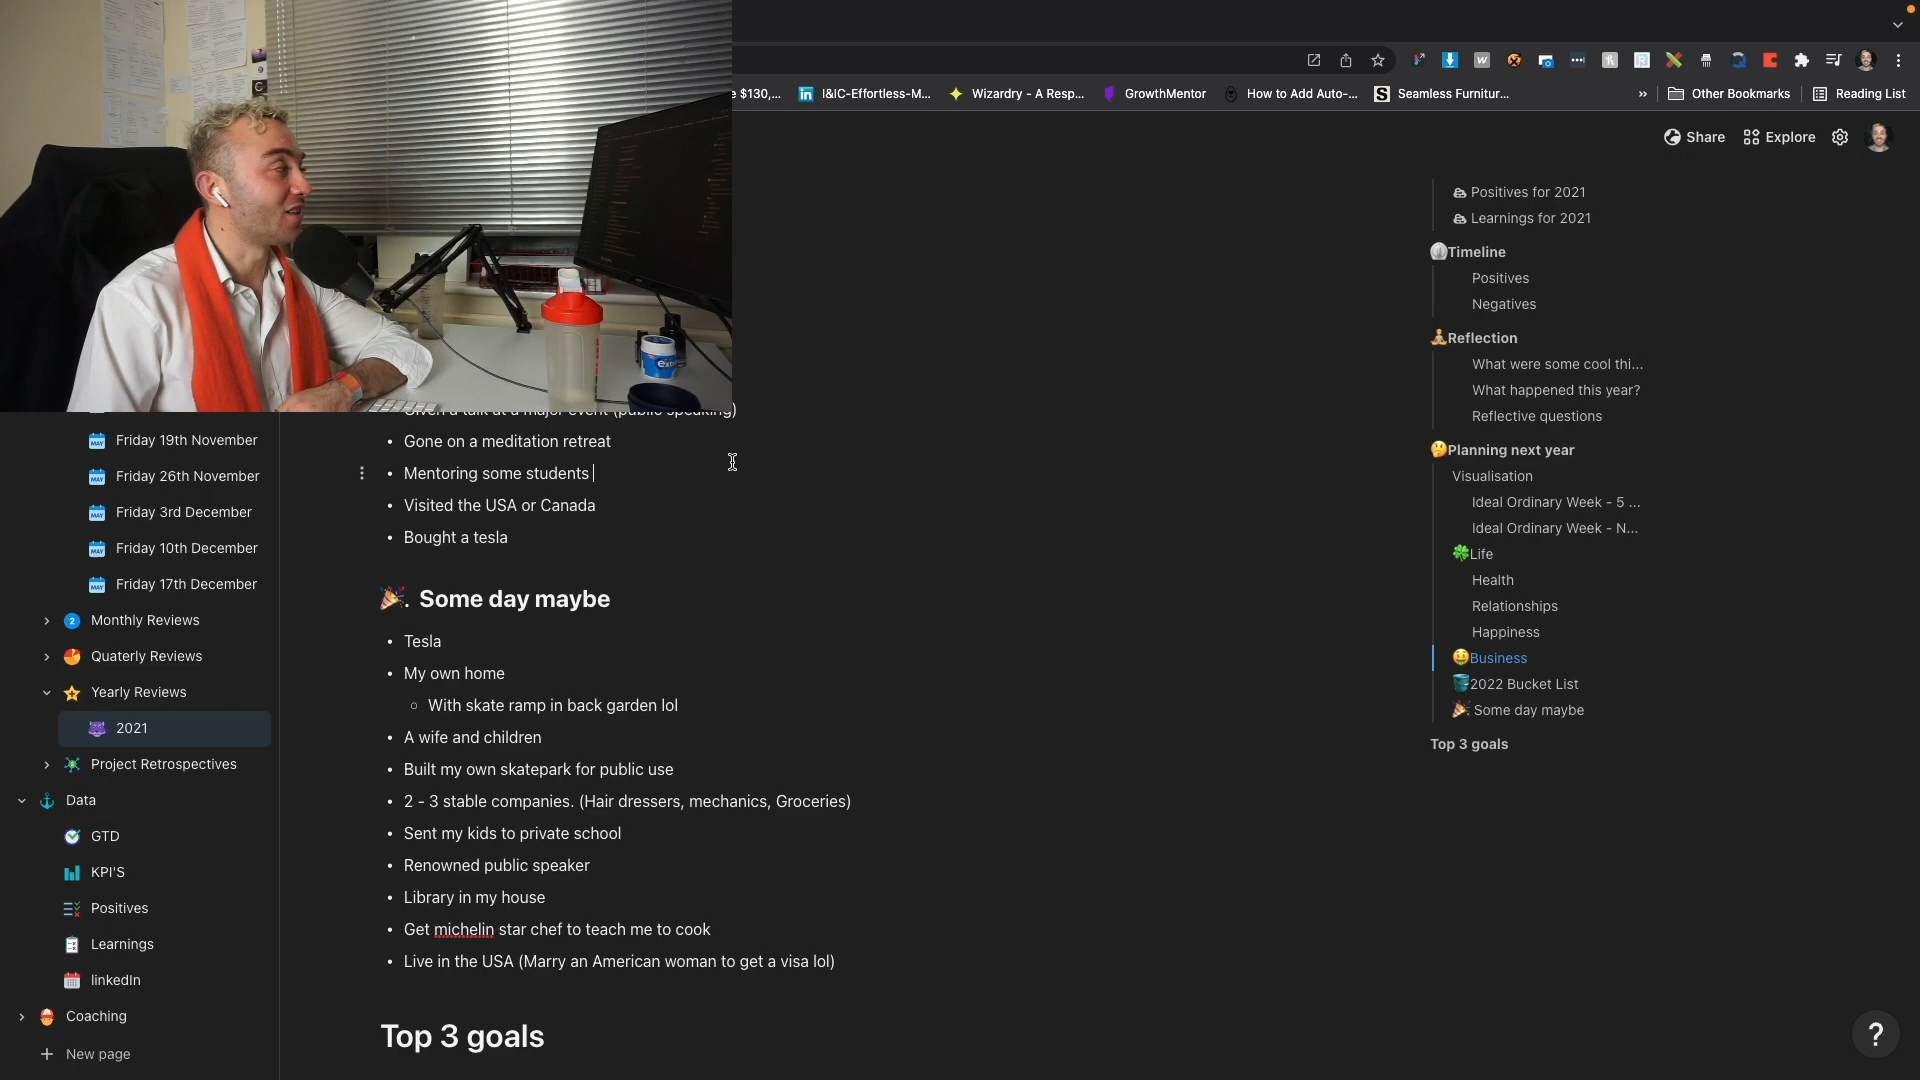 e $130,...
I&IC-Effortless-M...
Wizardry - A Resp...
GrowthMentor
How to Add Auto-...
Seamless Furnitur...
»
Other Bookmarks
Reading List
Share
Explore
Positives for 2021
Learnings for 2021
Timeline
Positives
Negatives
Reflection
What were some cool thi...
What happened this year?
Reflective questions
Planning next year
Visualisation
Ideal Ordinary Week - 5 ...
Ideal Ordinary Week - N...
Life
Health
Relationships
Happiness
Business
2022 Bucket List
Some day maybe
Top 3 goals
Friday 19th November
Friday 26th November
Friday 3rd December
Friday 10th December
Friday 17th December
Monthly Reviews
Quaterly Reviews
Yearly Reviews
2021
Project Retrospectives
Data
GTD
KPI'S
Positives
Learnings
linkedIn
Coaching
New page
Given a talk at a major event (public speaking)
• Gone on a meditation retreat
• Mentoring some students
• Visited the USA or Canada
• Bought a tesla
. Some day maybe
• Tesla
• My own home
◦ With skate ramp in back garden lol
• A wife and children
• Built my own skatepark for public use
• 2 - 3 stable companies. (Hair dressers, mechanics, Groceries)
• Sent my kids to private school
• Renowned public speaker
• Library in my house
• Get michelin star chef to teach me to cook
• Live in the USA (Marry an American woman to get a visa lol)
Top 3 goals
?